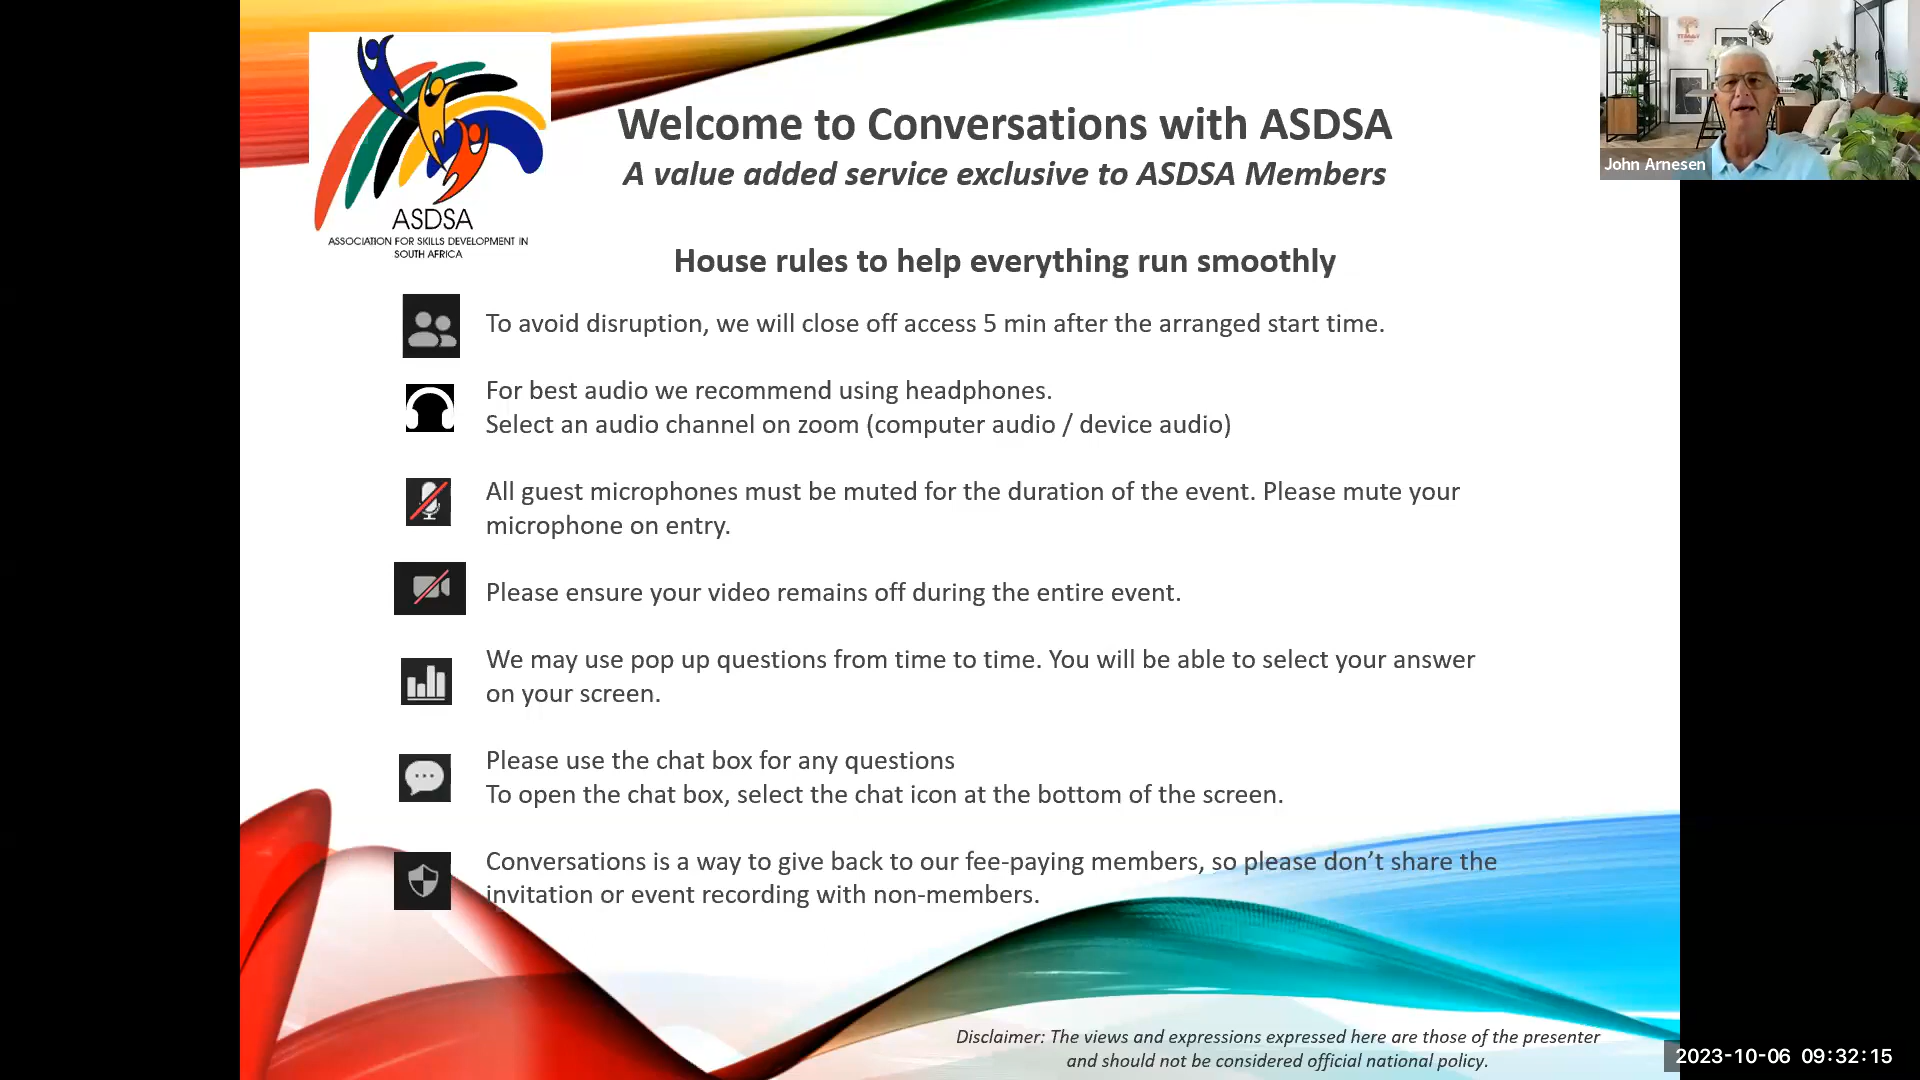 John Arnesen
ASDSA
ASSOCIATION FOR SKILLS DEVELOPMENT IN
SOUTH AFRICA
Welcome to Conversations with ASDSA
A value added service exclusive to ASDSA Members
House rules to help everything run smoothly
To avoid disruption, we will close off access 5 min after the arranged start time.
For best audio we recommend using headphones.
Select an audio channel on zoom (computer audio / device audio)
All guest microphones must be muted for the duration of the event. Please mute your
microphone on entry.
Please ensure your video remains off during the entire event.
We may use pop up questions from time to time. You will be able to select your answer
on your screen.
Please use the chat box for any questions
To open the chat box, select the chat icon at the bottom of the screen.
Conversations is a way to give back to our fee-paying members, so please don’t share the
invitation or event recording with non-members.
Disclaimer: The views and expressions expressed here are those of the presenter
and should not be considered official national policy.
2023-10-06 09:32:15